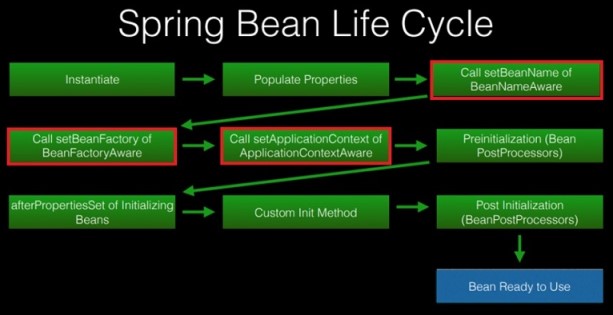 Spring Bean Life Cycle
Instantiate
Populate Properties
Call setBeanName of
BeanNameAware
Call setBeanFactory of
BeanFactoryAware
Call setApplicationContext of
ApplicationContextAware
Preinitialization (Bean
PostProcessors)
afterPropertiesSet of Initializing
Beans
Custom Init Method
Post Initialization
(BeanPostProcessors)
Bean Ready to Use